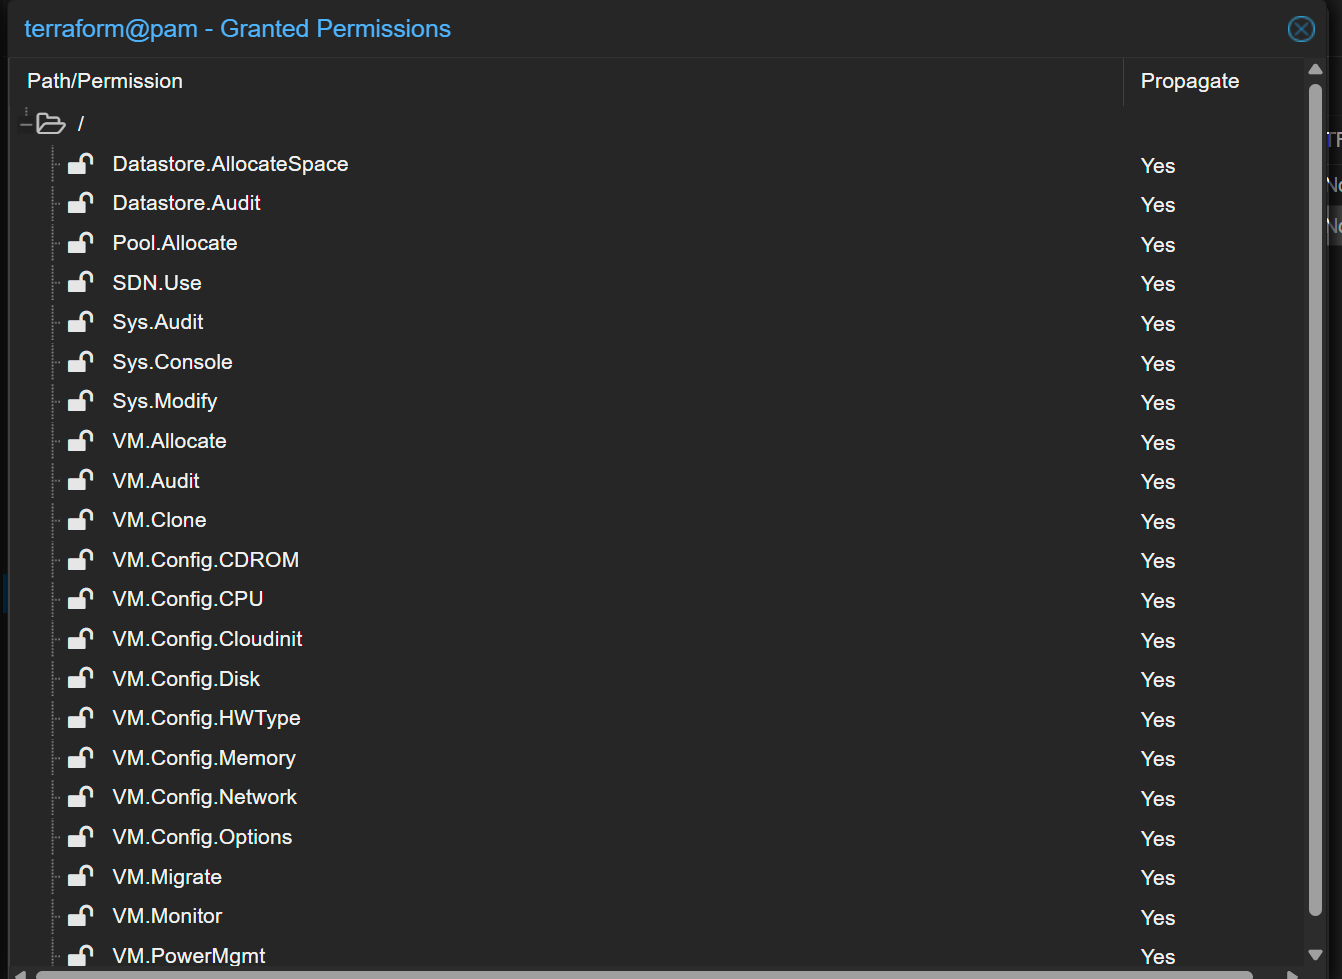 terraform@pam - Granted Permissions
Path/Permission Propagate
/
Datastore.AllocateSpace Yes
Datastore.Audit Yes
Pool.Allocate Yes
SDN.Use Yes
Sys.Audit Yes
Sys.Console Yes
Sys.Modify Yes
VM.Allocate Yes
VM.Audit Yes
VM.Clone Yes
VM.Config.CDROM Yes
VM.Config.CPU Yes
VM.Config.Cloudinit Yes
VM.Config.Disk Yes
VM.Config.HWType Yes
VM.Config.Memory Yes
VM.Config.Network Yes
VM.Config.Options Yes
VM.Migrate Yes
VM.Monitor Yes
VM.PowerMgmt Yes